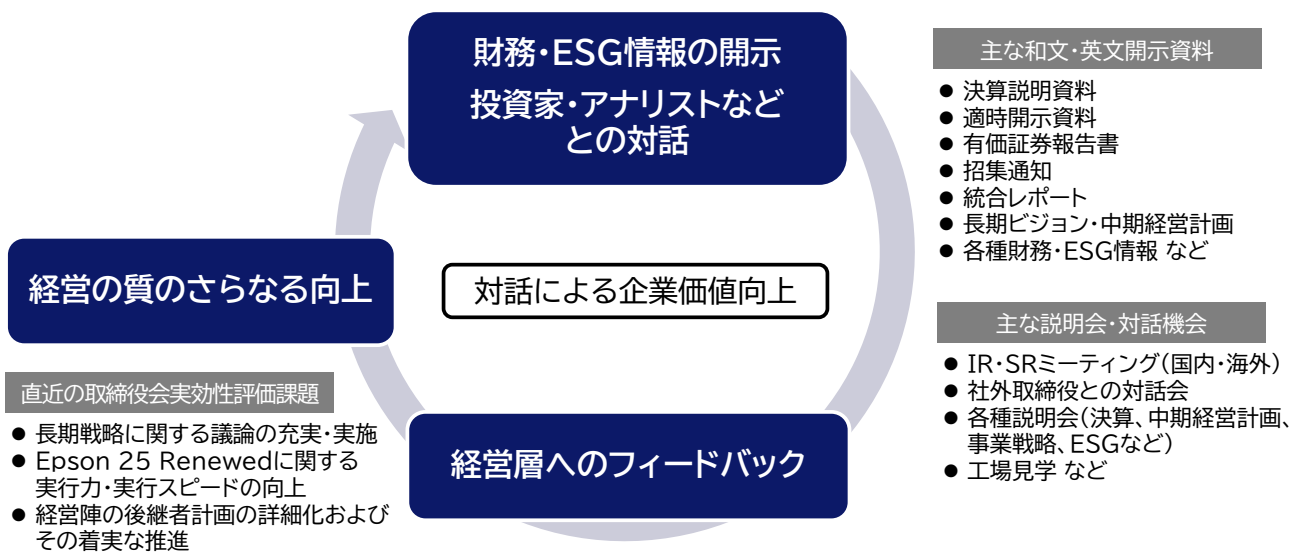 財務・ESG情報の開示
投資家・アナリストなど
との対話
経営の質のさらなる向上
対話による企業価値向上
経営層へのフィードバック
主な和文・英文開示資料
● 決算説明資料
● 適時開示資料
● 有価証券報告書
● 招集通知
● 統合レポート
● 長期ビジョン・中期経営計画
● 各種財務・ESG情報 など
主な説明会・対話機会
● IR・SRミーティング(国内・海外)
● 社外取締役との対話会
● 各種説明会(決算、中期経営計画、
事業戦略、ESGなど)
● 工場見学 など
直近の取締役会実効性評価課題
● 長期戦略に関する議論の充実・実施
● Epson 25 Renewedに関する
実行力・実行スピードの向上
● 経営陣の後継者計画の詳細化および
その着実な推進